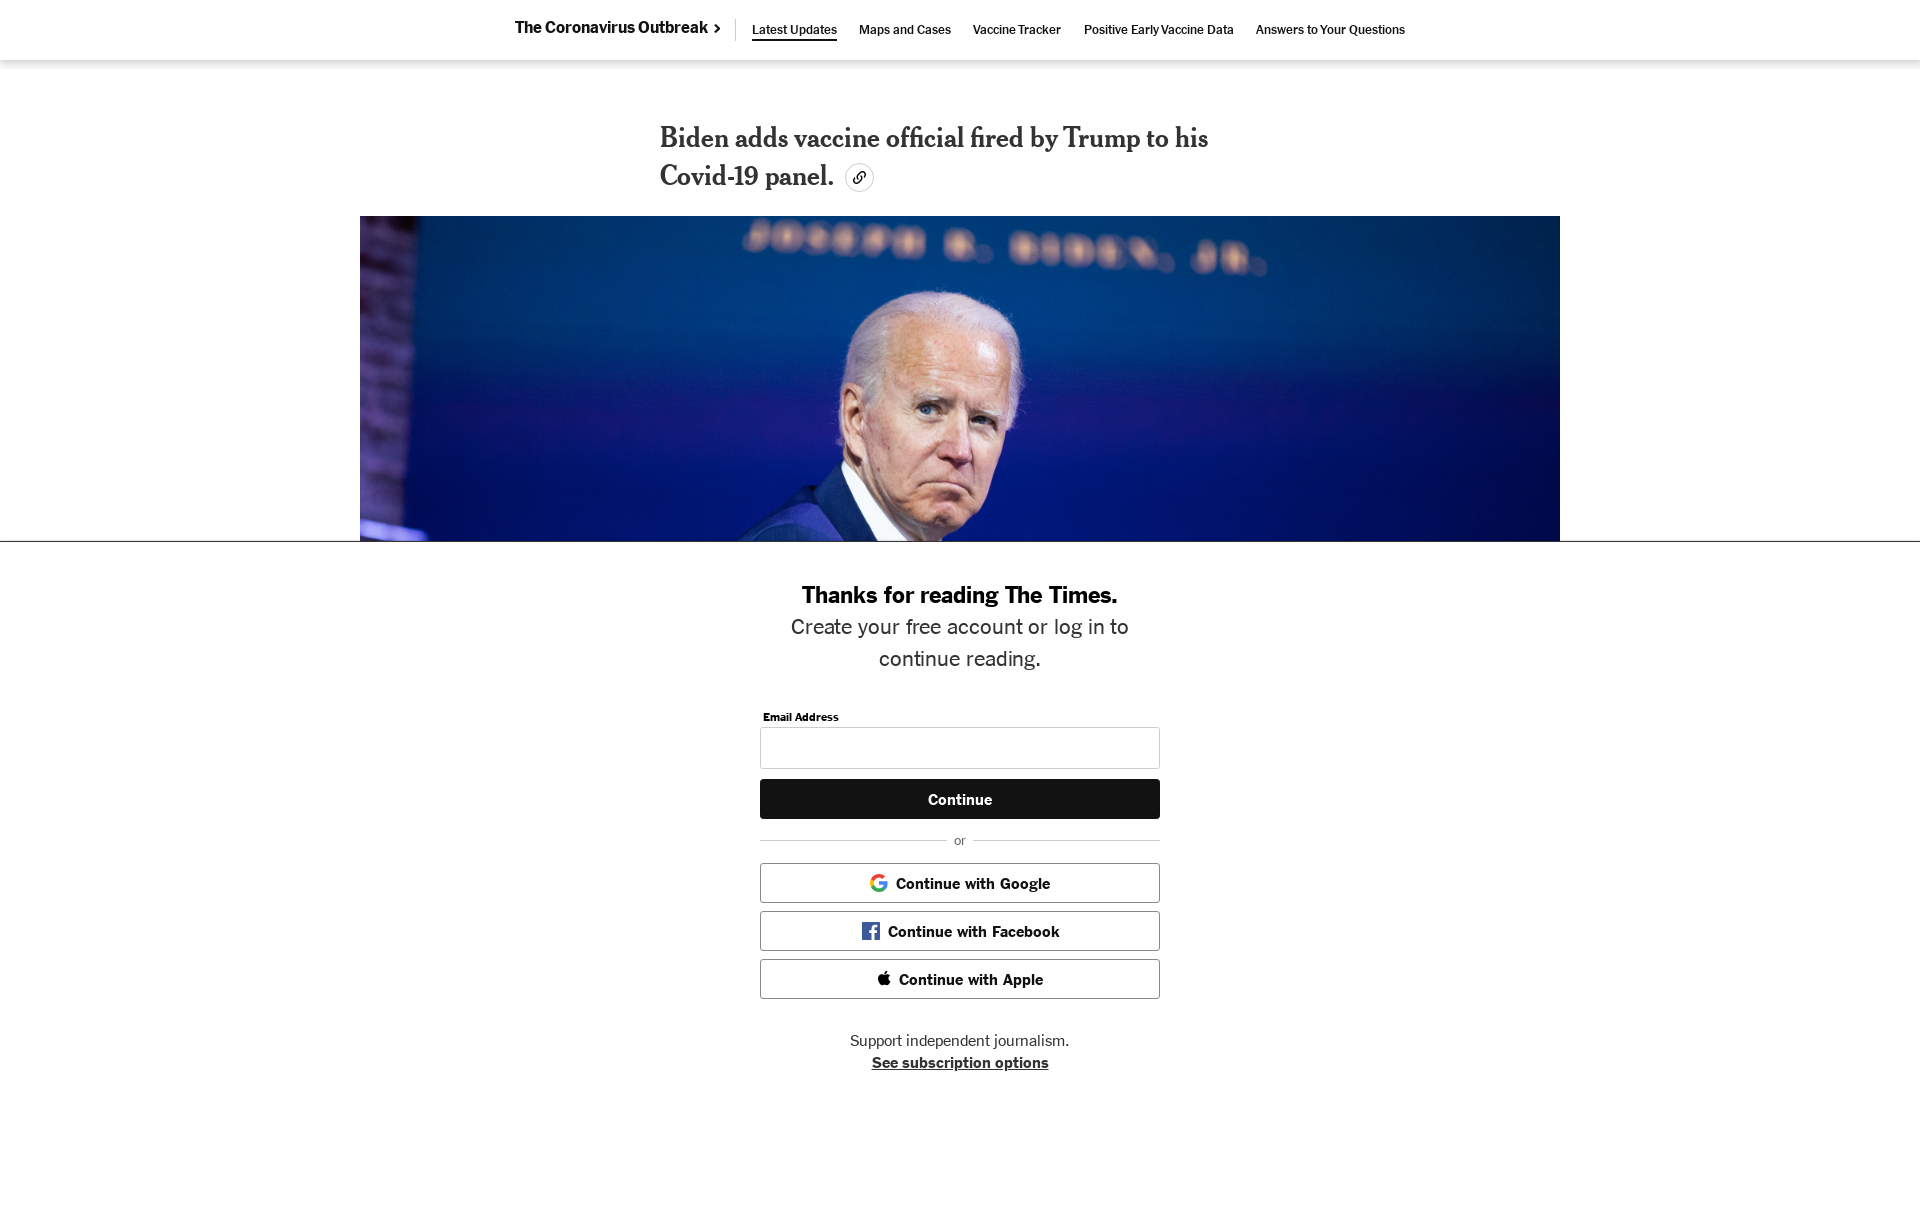 The Coronavirus Outbreak
Latest Updates
Maps and Cases
Vaccine Tracker
Positive Early Vaccine Data
Answers to Your Questions
Biden adds vaccine official fired by Trump to his
Covid-19 panel.
JOSEPH R. BIDEN, JR.
Thanks for reading The Times.
Create your free account or log in to
continue reading.
Email Address
Continue
or
Continue with Google
Continue with Facebook
Continue with Apple
Support independent journalism.
See subscription options